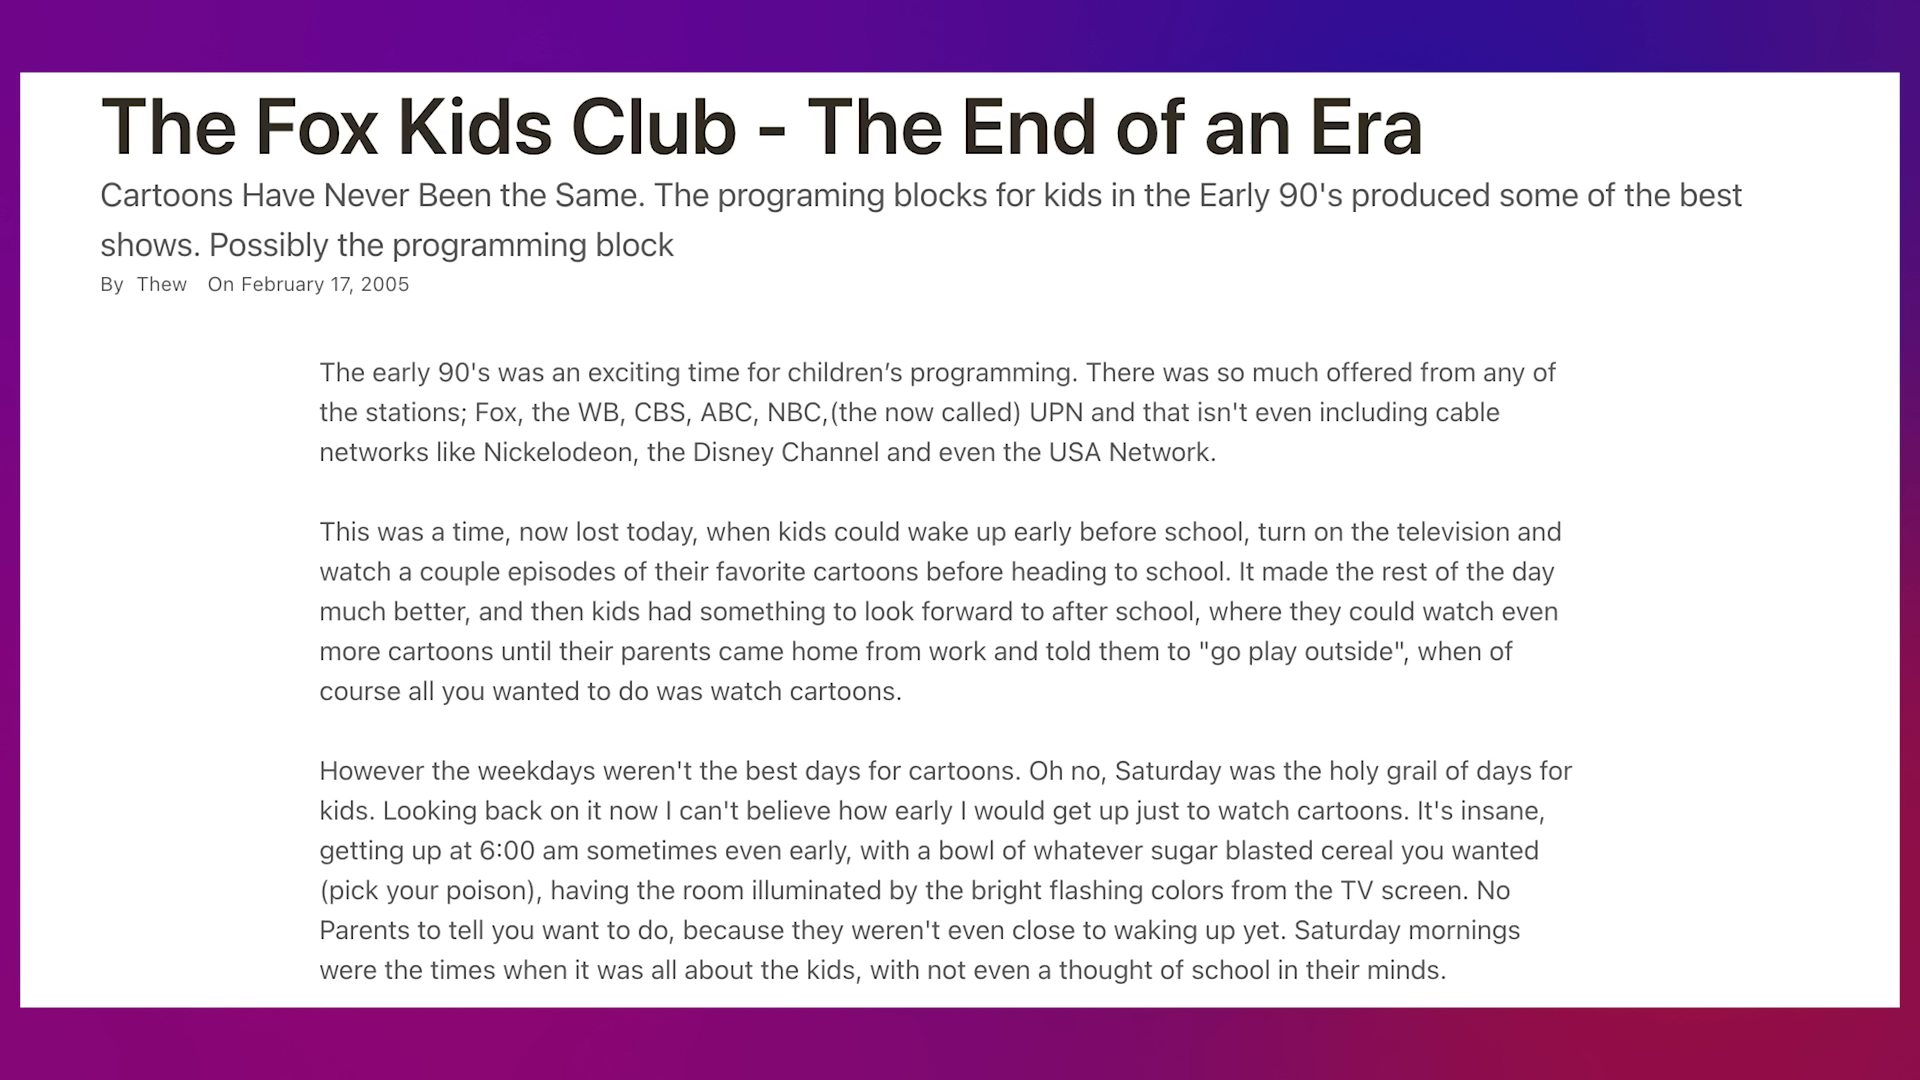 The Fox Kids Club - The End of an Era
Cartoons Have Never Been the Same. The programing blocks for kids in the Early 90's produced some of the best
shows. Possibly the programming block
By Thew On February 17, 2005
The early 90's was an exciting time for children’s programming. There was so much offered from any of
the stations; Fox, the WB, CBS, ABC, NBC,(the now called) UPN and that isn't even including cable
networks like Nickelodeon, the Disney Channel and even the USA Network.
This was a time, now lost today, when kids could wake up early before school, turn on the television and
watch a couple episodes of their favorite cartoons before heading to school. It made the rest of the day
much better, and then kids had something to look forward to after school, where they could watch even
more cartoons until their parents came home from work and told them to "go play outside", when of
course all you wanted to do was watch cartoons.
However the weekdays weren't the best days for cartoons. Oh no, Saturday was the holy grail of days for
kids. Looking back on it now I can't believe how early I would get up just to watch cartoons. It's insane,
getting up at 6:00 am sometimes even early, with a bowl of whatever sugar blasted cereal you wanted
(pick your poison), having the room illuminated by the bright flashing colors from the TV screen. No
Parents to tell you want to do, because they weren't even close to waking up yet. Saturday mornings
were the times when it was all about the kids, with not even a thought of school in their minds.